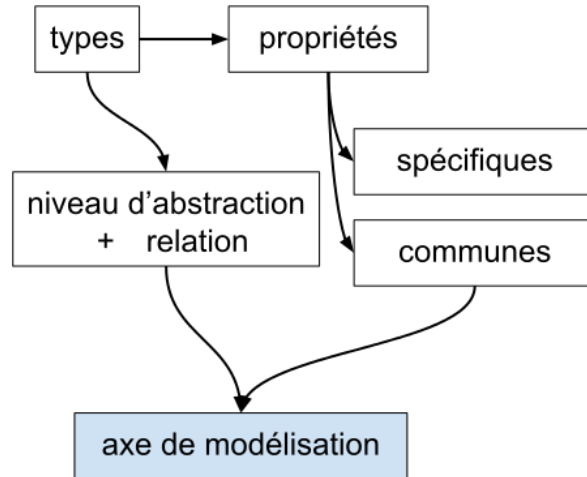 types
propriétés
spécifiques
niveau d'abstraction
+ relation
communes
axe de modélisation